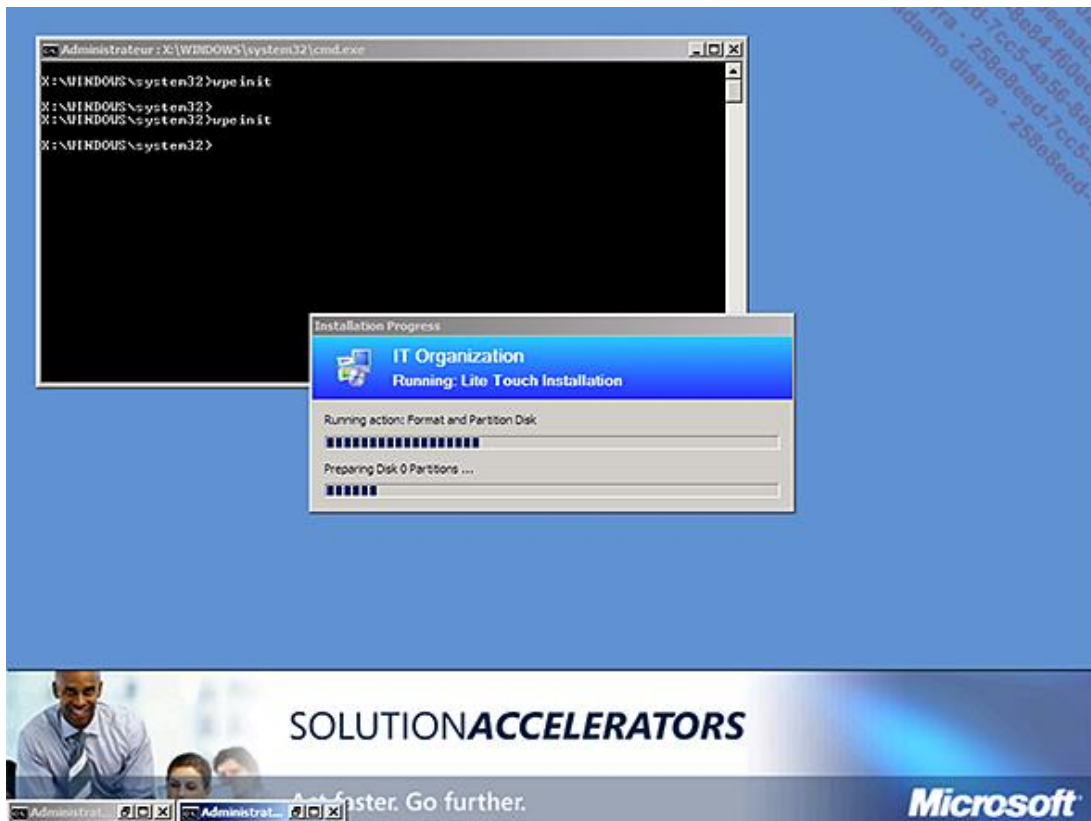 Administrateur : X:\WINDOWS\system32\cmd.exe
X:\WINDOWS\system32>wpeinit
X:\WINDOWS\system32>
X:\WINDOWS\system32>wpeinit
X:\WINDOWS\system32>
Installation Progress
IT Organization
Running: Lite Touch Installation
Running action: Format and Partition Disk
Preparing Disk 0 Partitions ...
SOLUTIONACCELERATORS
faster. Go further.
Microsoft
Administrat... Administrat...